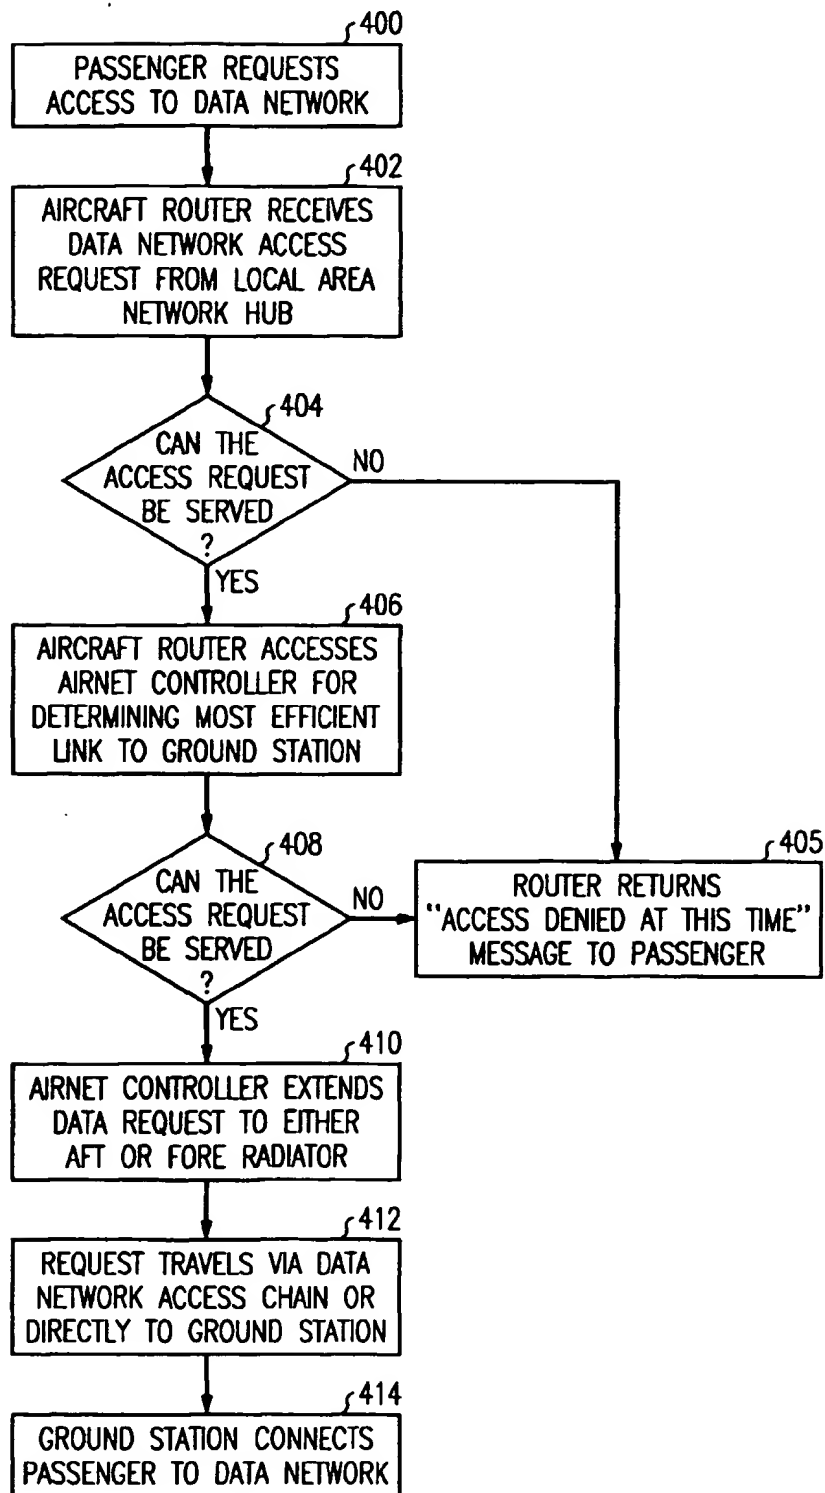 400
PASSENGER REQUESTS
ACCESS TO DATA NETWORK
402
AIRCRAFT ROUTER RECEIVES
DATA NETWORK ACCESS
REQUEST FROM LOCAL AREA
NETWORK HUB
404
CAN THE
ACCESS REQUEST
BE SERVED
?
NO
YES
406
AIRCRAFT ROUTER ACCESSES
AIRNET CONTROLLER FOR
DETERMINING MOST EFFICIENT
LINK TO GROUND STATION
408
CAN THE
ACCESS REQUEST
BE SERVED
?
NO
YES
405
ROUTER RETURNS
"ACCESS DENIED AT THIS TIME"
MESSAGE TO PASSENGER
410
AIRNET CONTROLLER EXTENDS
DATA REQUEST TO EITHER
AFT OR FORE RADIATOR
412
REQUEST TRAVELS VIA DATA
NETWORK ACCESS CHAIN OR
DIRECTLY TO GROUND STATION
414
GROUND STATION CONNECTS
PASSENGER TO DATA NETWORK